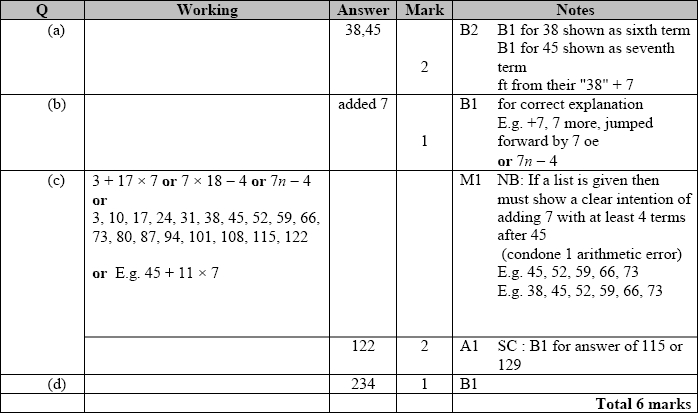 Q Working Answer Mark Notes
(a) 38,45 B2 B1 for 38 shown as sixth term
B1 for 45 shown as seventh
2 term
ft from their "38" + 7
(b) added 7 B1 for correct explanation
E.g. +7, 7 more, jumped
1 forward by 7 oe
or 7n – 4
(c) 3 + 17 × 7 or 7 × 18 – 4 or 7n – 4 M1 NB: If a list is given then
or must show a clear intention of
3, 10, 17, 24, 31, 38, 45, 52, 59, 66, adding 7 with at least 4 terms
73, 80, 87, 94, 101, 108, 115, 122 after 45
(condone 1 arithmetic error)
or E.g. 45 + 11 × 7 E.g. 45, 52, 59, 66, 73
E.g. 38, 45, 52, 59, 66, 73
122 2 A1 SC : B1 for answer of 115 or
129
(d) 234 1 B1
Total 6 marks